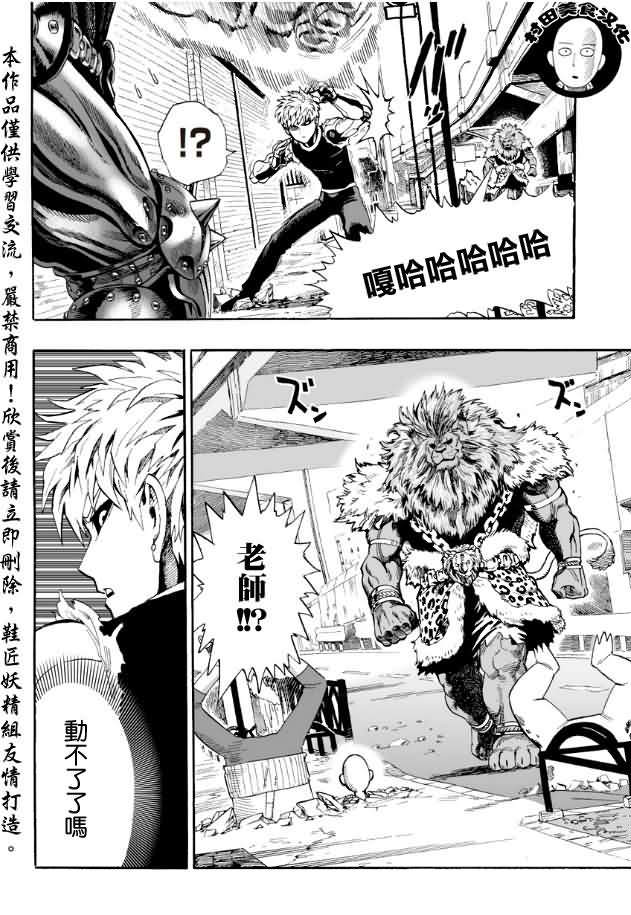 村田美食汉化
!?
嘎哈哈哈哈哈
ズン
ズン
老師!!?
動不了了嗎
本作品僅供學習交流，嚴禁商用！欣賞後請立即刪除，鞋匠妖精組友情打造。